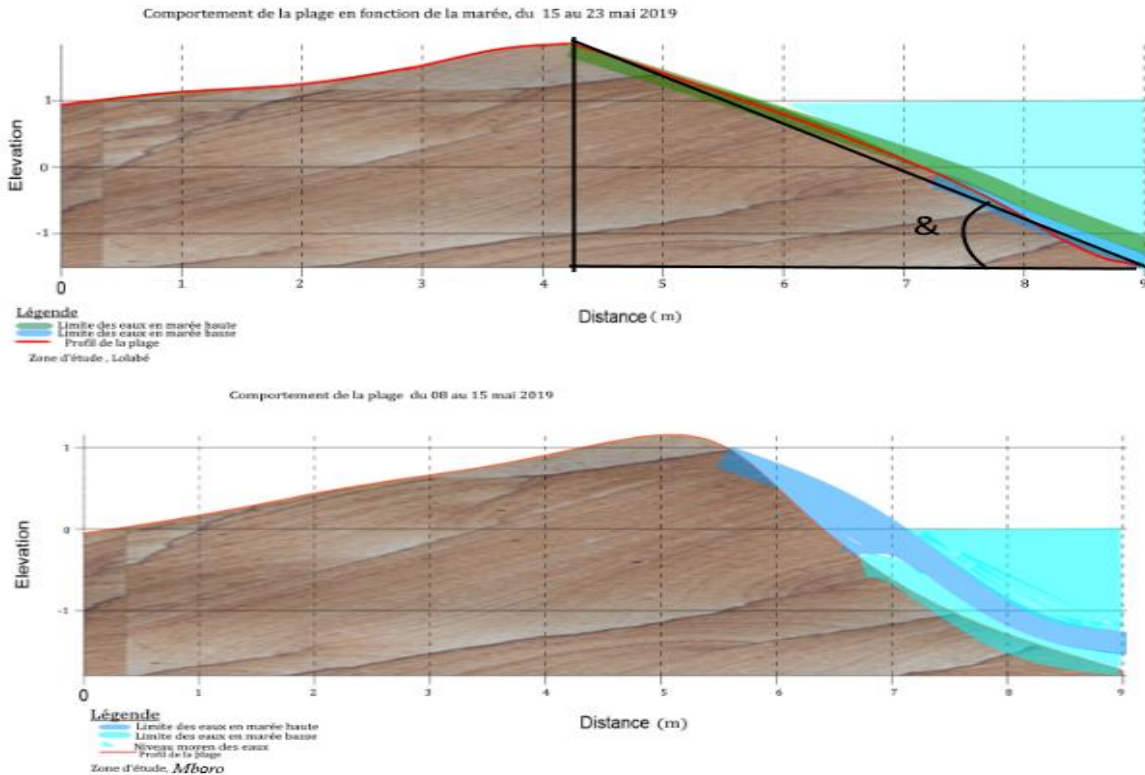 Comportement de la plage en fonction de la marée, du 15 au 23 mai 2019
Elevation
1
0
-1
&
0 1 2 3 4 5 6 7 8 9
Distance ( m)
Légende
Limite des eaux en marée haute
Limite des eaux en marée basse
Profil de la plage
Zone d'étude , Lolabé
Comportement de la plage du 08 au 15 mai 2019
Elevation
1
0
-1
0 1 2 3 4 5 6 7 8 9
Distance (m)
Légende
Limite des eaux en marée haute
Limite des eaux en marée basse
Niveau moyen des eaux
Profil de la plage
Zone d'étude, Mboro